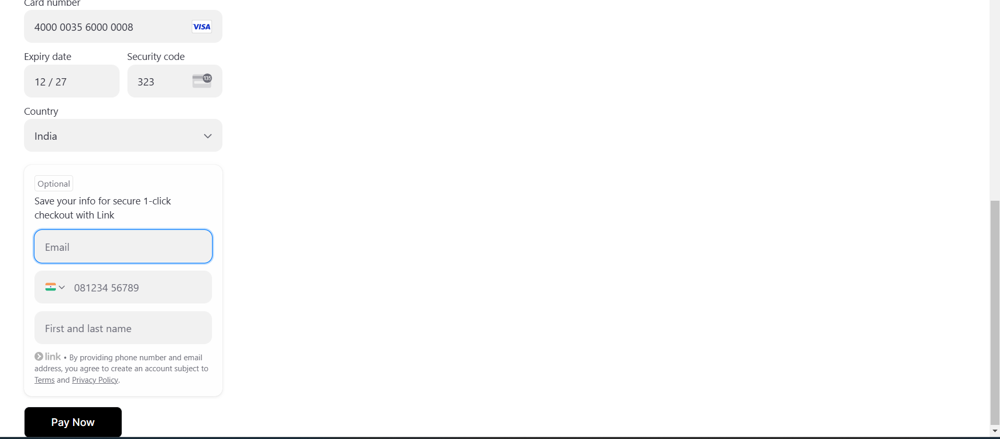 Card number
4000 0035 6000 0008
VISA
Expiry date
Security code
12 / 27
323
135
Country
India
Optional
Save your info for secure 1-click
checkout with Link
Email
081234 56789
First and last name
link • By providing phone number and email
address, you agree to create an account subject to
Terms and Privacy Policy.
Pay Now